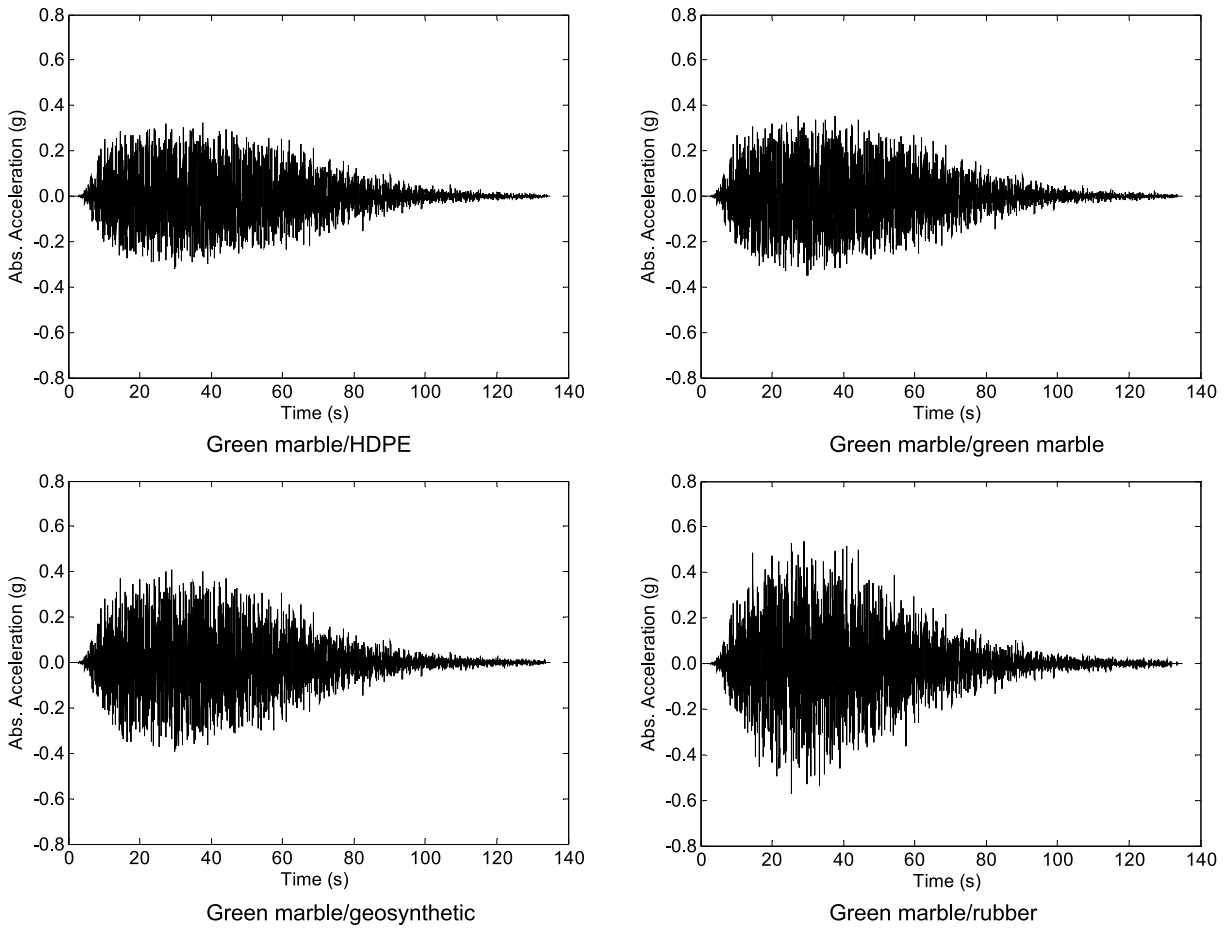 0.8
0.6
0.4
0.2
0.0
-0.2
-0.4
-0.6
-0.8
Abs. Acceleration (g)
0 20 40 60 80 100 120 140
Time (s)
Green marble/HDPE
0.8
0.6
0.4
0.2
0.0
-0.2
-0.4
-0.6
-0.8
Abs. Acceleration (g)
0 20 40 60 80 100 120 140
Time (s)
Green marble/green marble
0.8
0.6
0.4
0.2
0.0
-0.2
-0.4
-0.6
-0.8
Abs. Acceleration (g)
0 20 40 60 80 100 120 140
Time (s)
Green marble/geosynthetic
0.8
0.6
0.4
0.2
0.0
-0.2
-0.4
-0.6
-0.8
Abs. Acceleration (g)
0 20 40 60 80 100 120 140
Time (s)
Green marble/rubber